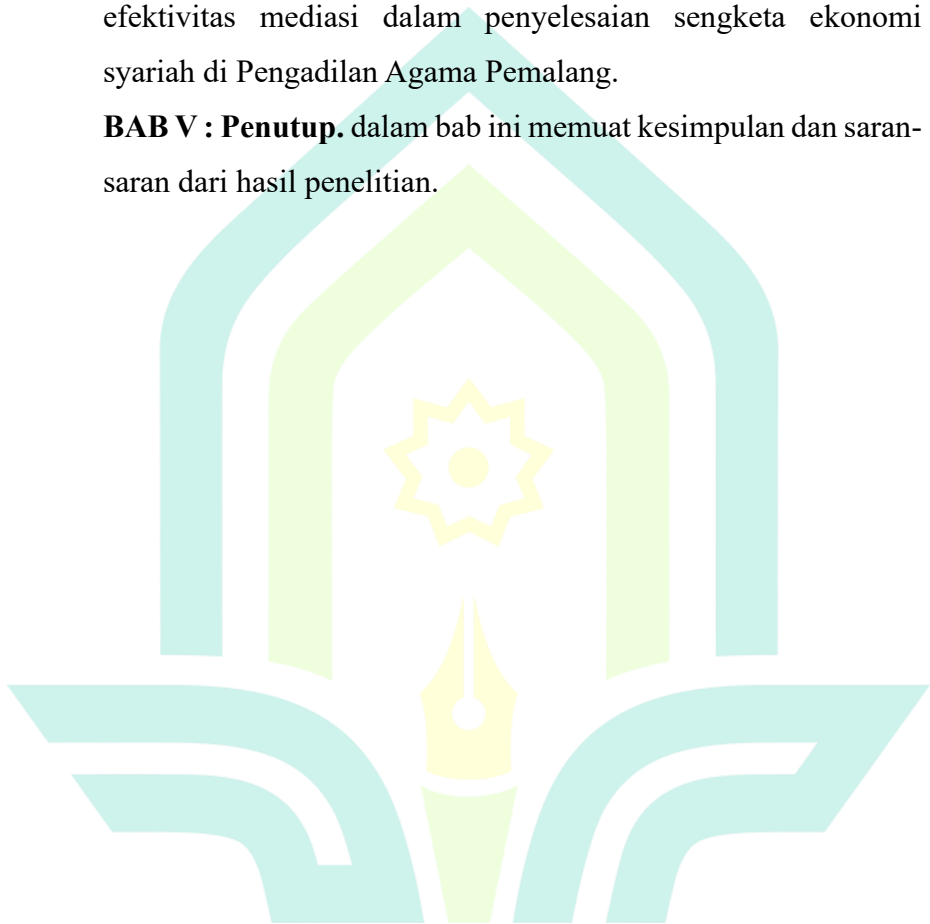 efektivitas mediasi dalam penyelesaian sengketa ekonomi
syariah di Pengadilan Agama Pemalang.
BAB V : Penutup. dalam bab ini memuat kesimpulan dan saran-
saran dari hasil penelitian.